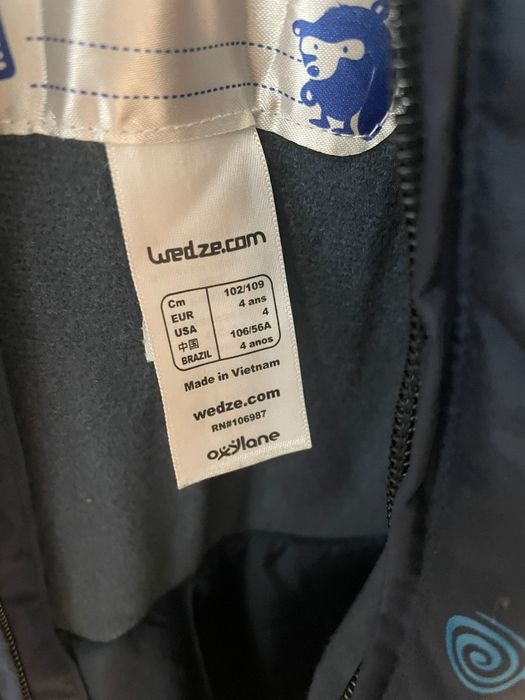 wedze.com
Cm 102/109
EUR 4 ans
USA 4
中国 106/56A
BRAZIL 4 anos
Made in Vietnam
wedze.com
RN#106987
oxylane